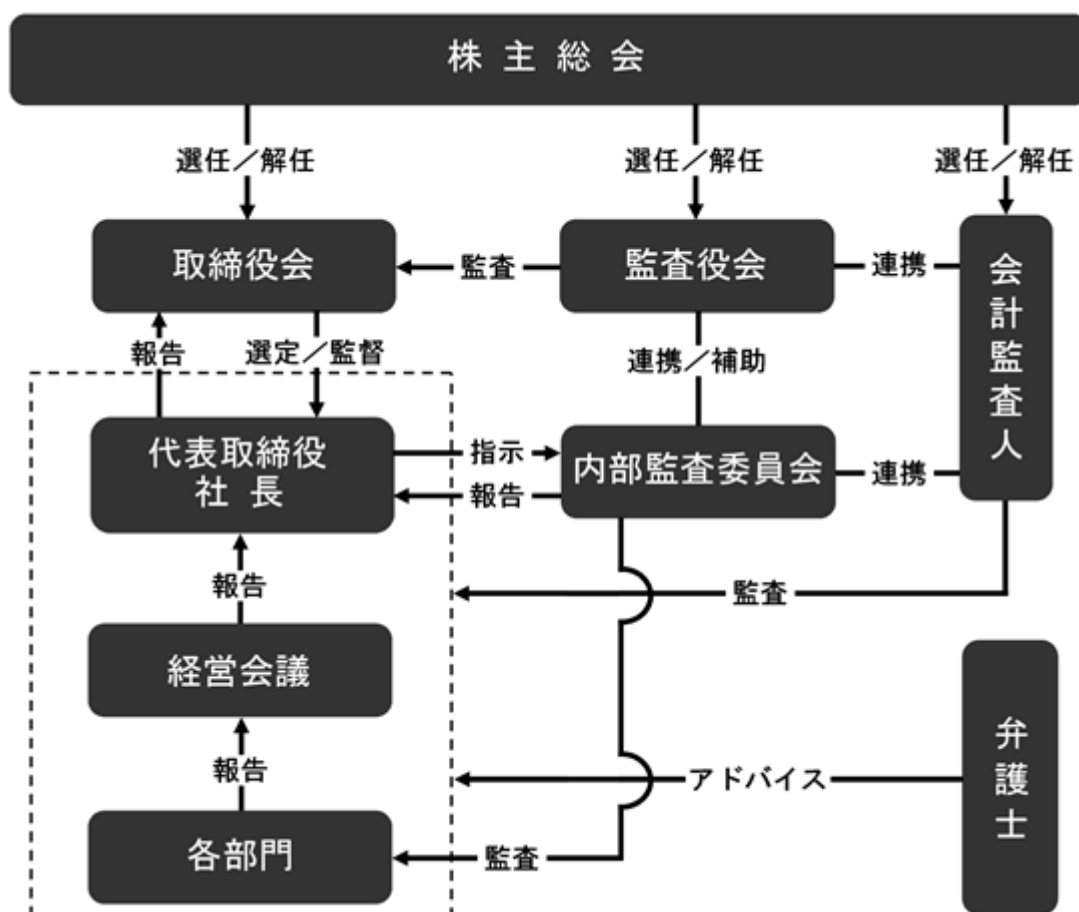 株主総会
選任／解任
選任／解任
選任／解任
取締役会
監査
監査役会
連携
会計監査人
報告
選定／監督
連携／補助
代表取締役
社長
指示
報告
内部監査委員会
連携
報告
監査
経営会議
報告
アドバイス
弁護士
各部門
監査